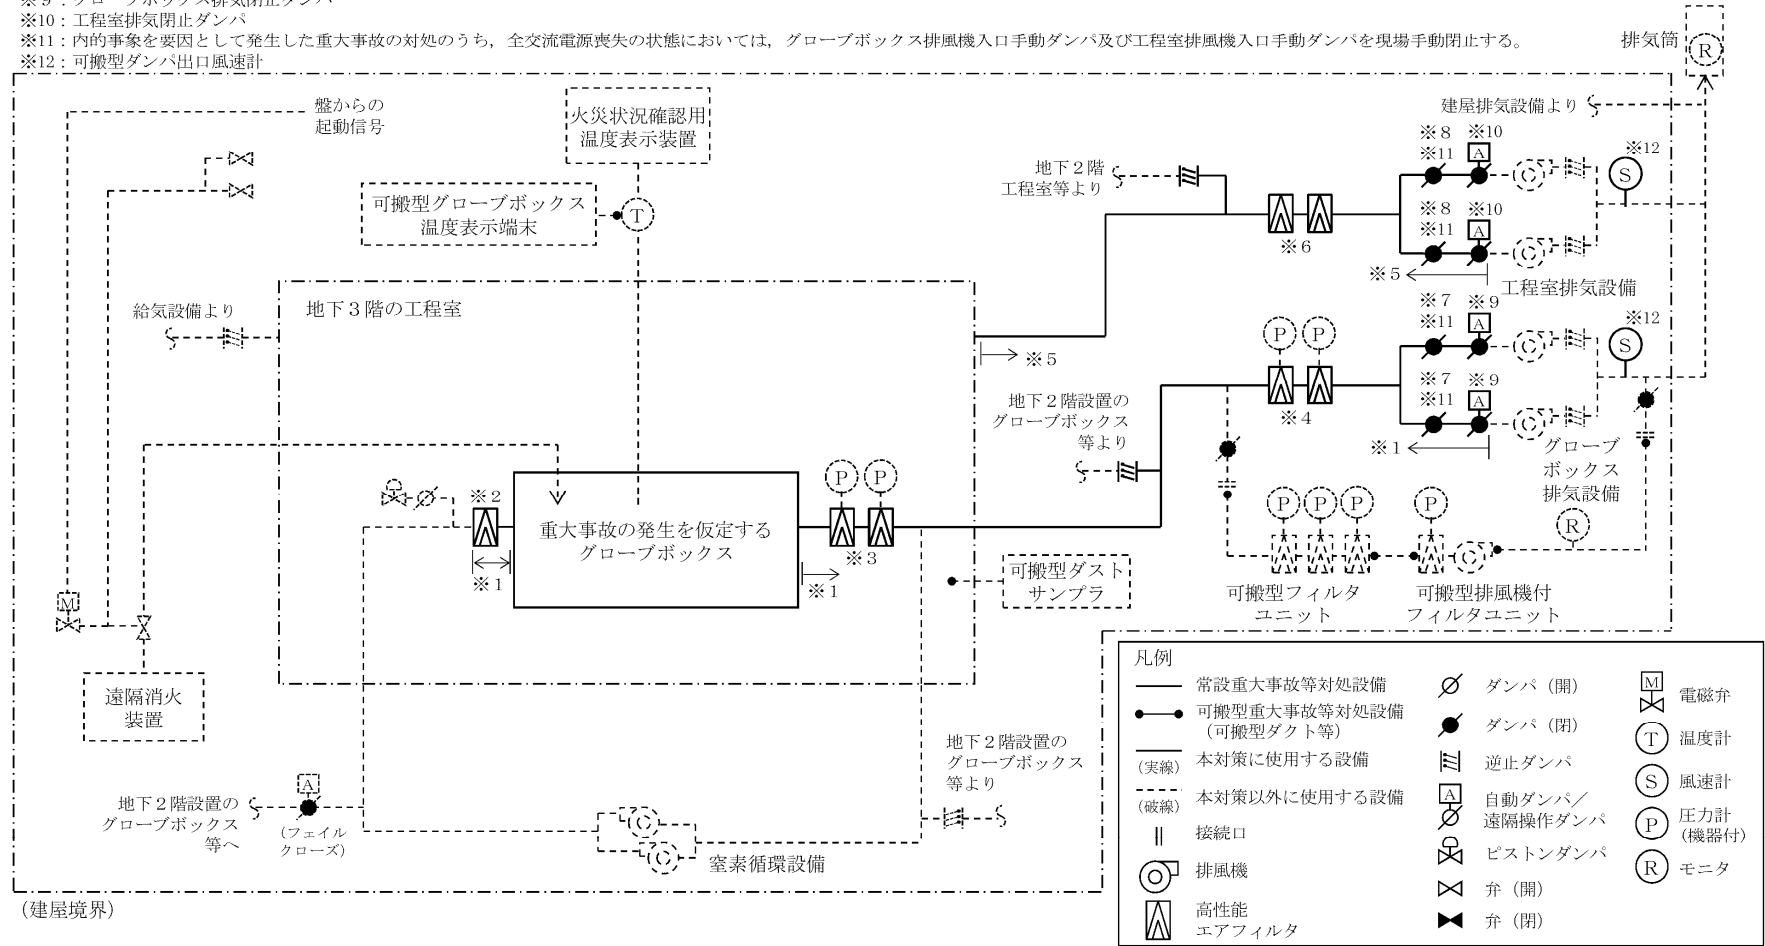 ※９：グローブボックス排気閉止ダンパ
※10：工程室排気閉止ダンパ
※11：内的事象を要因として発生した重大事故の対処のうち，全交流電源喪失の状態においては，グローブボックス排風機入口手動ダンパ及び工程室排風機入口手動ダンパを現場手動閉止する。
※12：可搬型ダンパ出口風速計
排気筒
R
盤からの
起動信号
火災状況確認用
温度表示装置
可搬型グローブボックス
温度表示端末
T
建屋排気設備より
地下２階
工程室等より
※８ ※10
※11 A
※12
S
※８ ※10
※11 A
※６
※５
工程室排気設備
給気設備より
地下３階の工程室
※５
P P
※４
※７ ※９
※11 A
※12
S
※７ ※９
※11 A
※１
グローブ
ボックス
排気設備
R
地下２階設置の
グローブボックス
等より
※２
※１
重大事故の発生を仮定する
グローブボックス
P P
※３
※１
可搬型ダスト
サンプラ
P P P P
可搬型フィルタ
ユニット
可搬型排風機付
フィルタユニット
M
遠隔消火
装置
A
地下２階設置の
グローブボックス
等へ
（フェイル
クローズ）
窒素循環設備
地下２階設置の
グローブボックス
等より
（建屋境界）
凡例
常設重大事故等対処設備
可搬型重大事故等対処設備
（可搬型ダクト等）
（実線） 本対策に使用する設備
（破線） 本対策以外に使用する設備
接続口
排風機
高性能
エアフィルタ
ダンパ（開）
ダンパ（閉）
逆止ダンパ
A 自動ダンパ／
遠隔操作ダンパ
ピストンダンパ
弁（開）
弁（閉）
M 電磁弁
T 温度計
S 風速計
P 圧力計
（機器付）
R モニタ